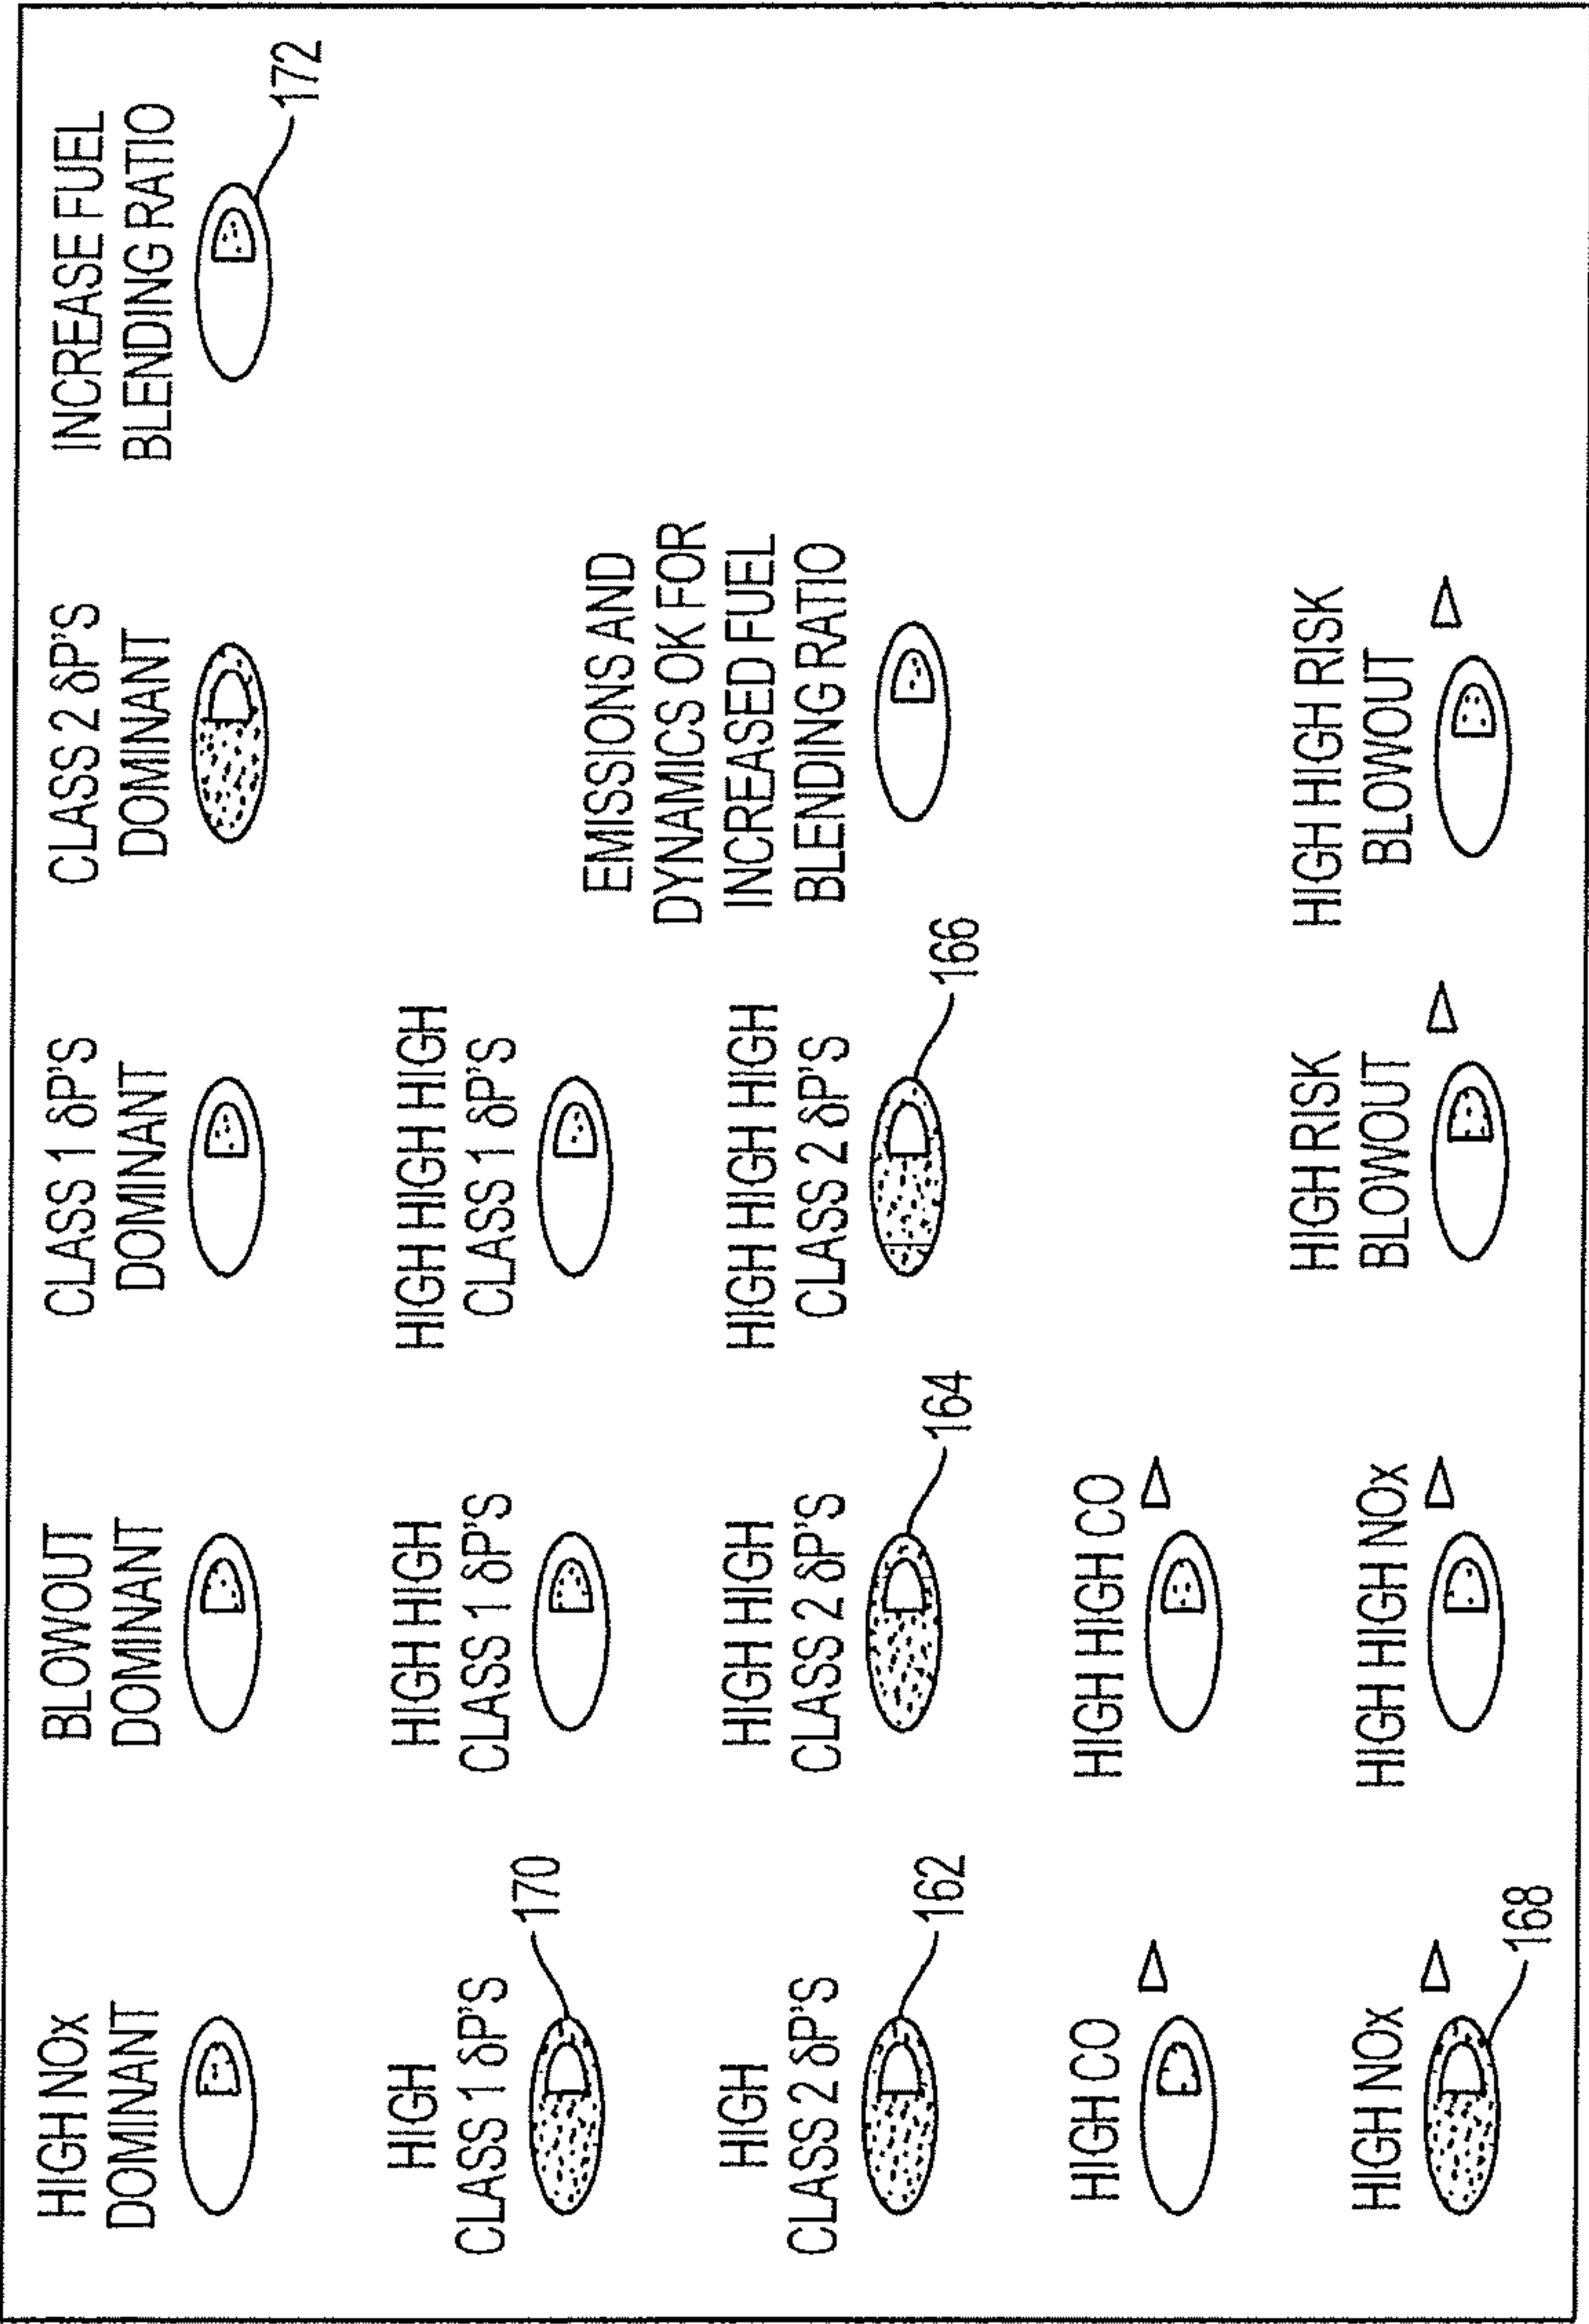 HIGH NOx
DOMINANT
BLOWOUT
DOMINANT
CLASS 1 δP'S
DOMINANT
CLASS 2 δP'S
DOMINANT
INCREASE FUEL
BLENDING RATIO
172
HIGH
CLASS 1 δP'S
170
HIGH HIGH
CLASS 1 δP'S
HIGH HIGH HIGH
CLASS 1 δP'S
EMISSIONS AND
DYNAMICS OK FOR
INCREASED FUEL
BLENDING RATIO
HIGH
CLASS 2 δP'S
162
HIGH HIGH
CLASS 2 δP'S
164
HIGH HIGH HIGH
CLASS 2 δP'S
166
HIGH CO
HIGH HIGH CO
HIGH NOx
168
HIGH HIGH NOx
HIGH RISK
BLOWOUT
HIGH HIGH RISK
BLOWOUT